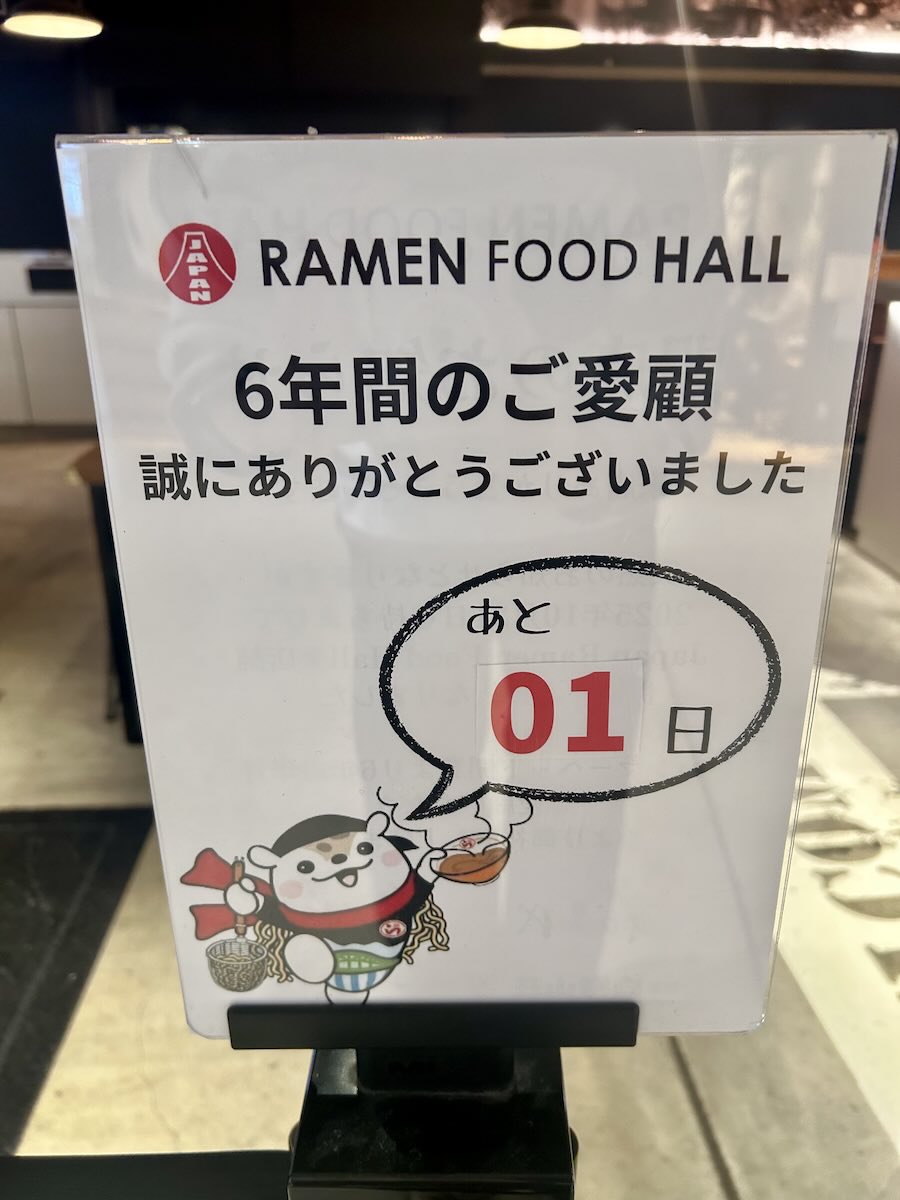 JAPAN
RAMEN FOOD HALL
6年間のご愛顧
誠にありがとうございました
あと
01
日